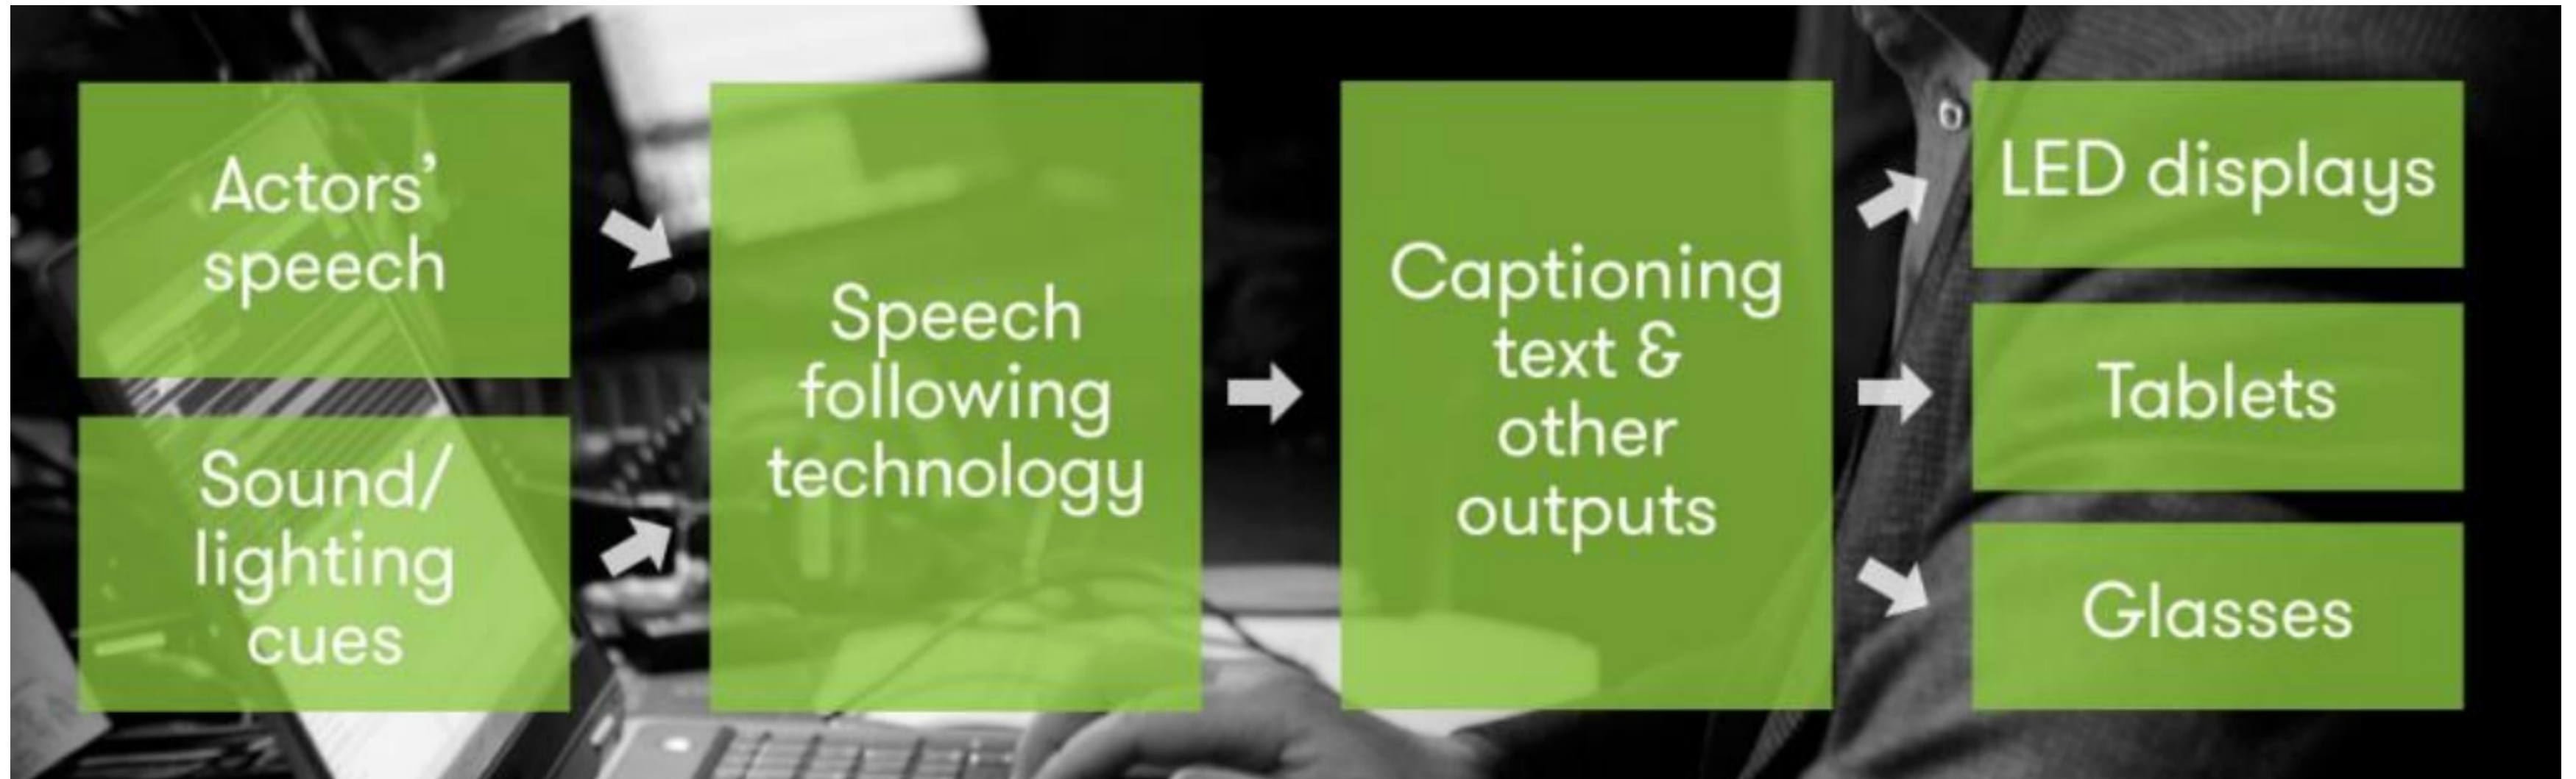 Actors’
speech
Sound/
lighting
cues
Speech
following
technology
Captioning
text &
other
outputs
LED displays
Tablets
Glasses